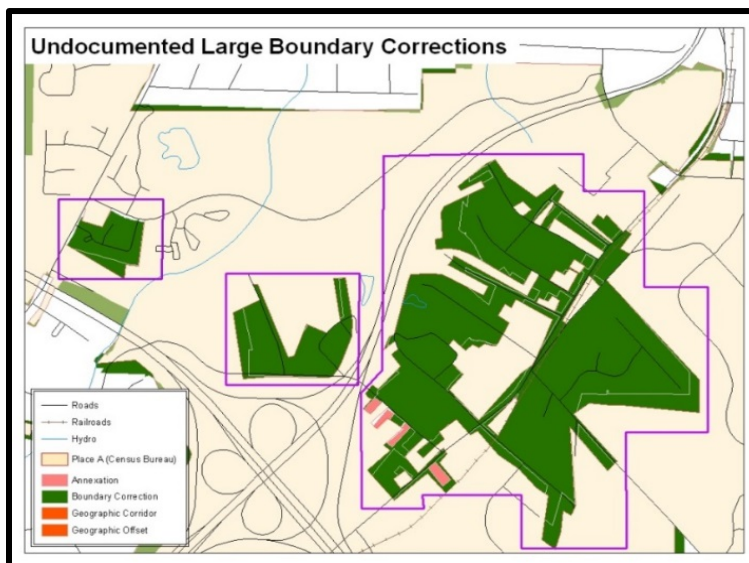 Undocumented Large Boundary Corrections
Roads
Railroads
Hydro
Place A (Census Bureau)
Annexation
Boundary Correction
Geographic Corridor
Geographic Offset